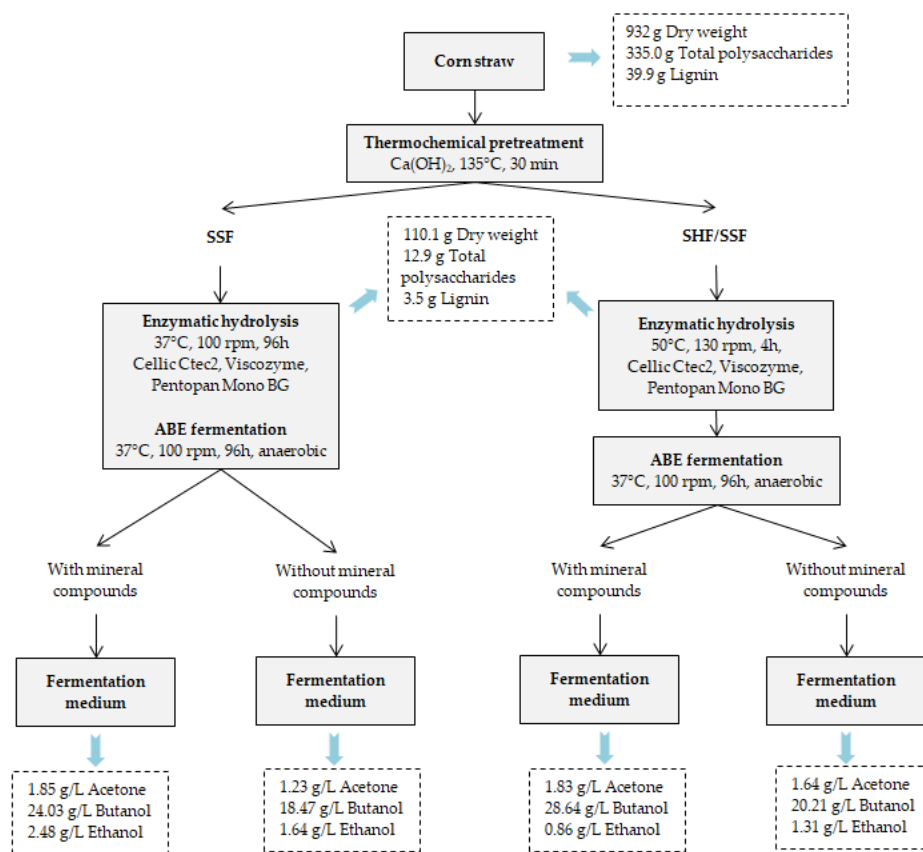 Corn straw
932 g Dry weight
335.0 g Total polysaccharides
39.9 g Lignin
Thermochemical pretreatment
Ca(OH)₂, 135°C, 30 min
SSF
110.1 g Dry weight
12.9 g Total
polysaccharides
3.5 g Lignin
SHF/SSF
Enzymatic hydrolysis
37°C, 100 rpm, 96h
Cellic Ctec2, Viscozyme,
Pentopan Mono BG
ABE fermentation
37°C, 100 rpm, 96h, anaerobic
Enzymatic hydrolysis
50°C, 130 rpm, 4h,
Cellic Ctec2, Viscozyme,
Pentopan Mono BG
ABE fermentation
37°C, 100 rpm, 96h, anaerobic
With mineral
compounds
Without mineral
compounds
With mineral
compounds
Without mineral
compounds
Fermentation
medium
Fermentation
medium
Fermentation
medium
Fermentation
medium
1.85 g/L Acetone
24.03 g/L Butanol
2.48 g/L Ethanol
1.23 g/L Acetone
18.47 g/L Butanol
1.64 g/L Ethanol
1.83 g/L Acetone
28.64 g/L Butanol
0.86 g/L Ethanol
1.64 g/L Acetone
20.21 g/L Butanol
1.31 g/L Ethanol